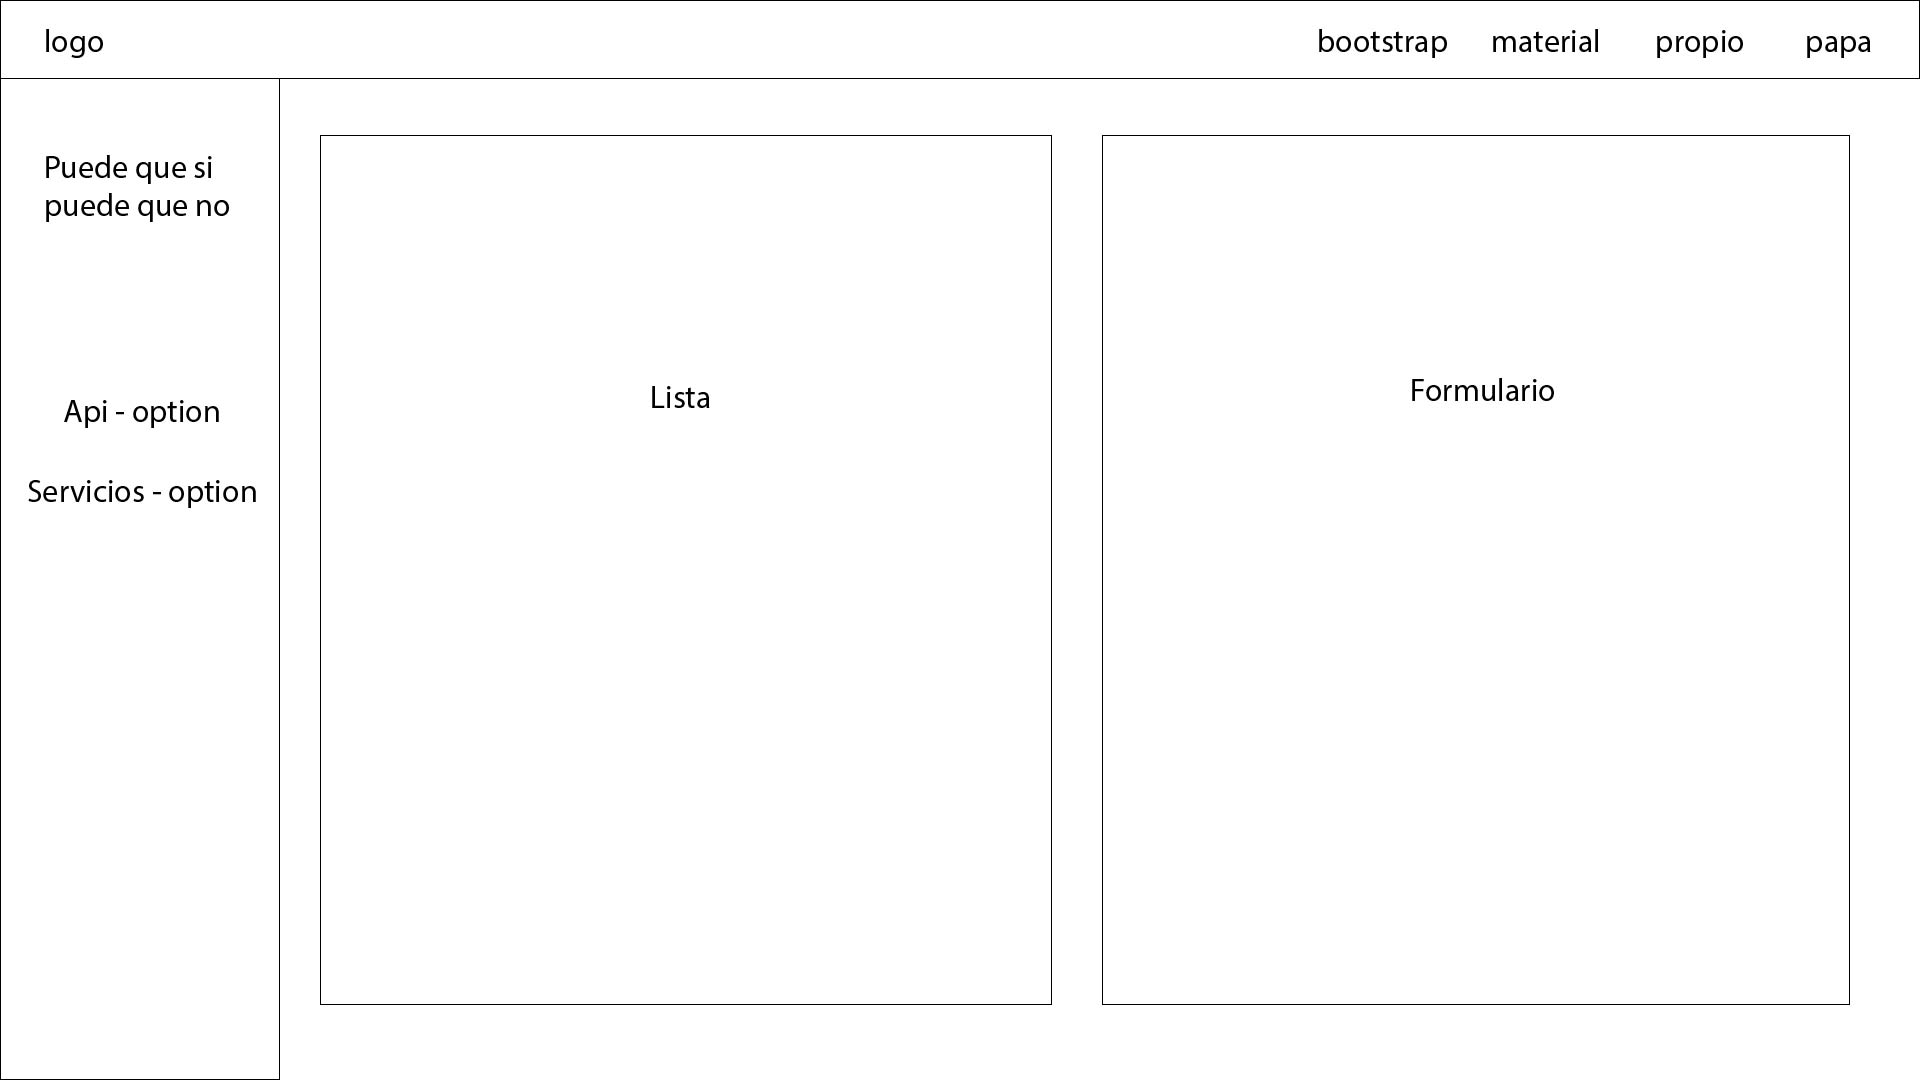 logo
bootstrap
material
propio
papa
Puede que si
puede que no
Api - option
Servicios - option
Lista
Formulario